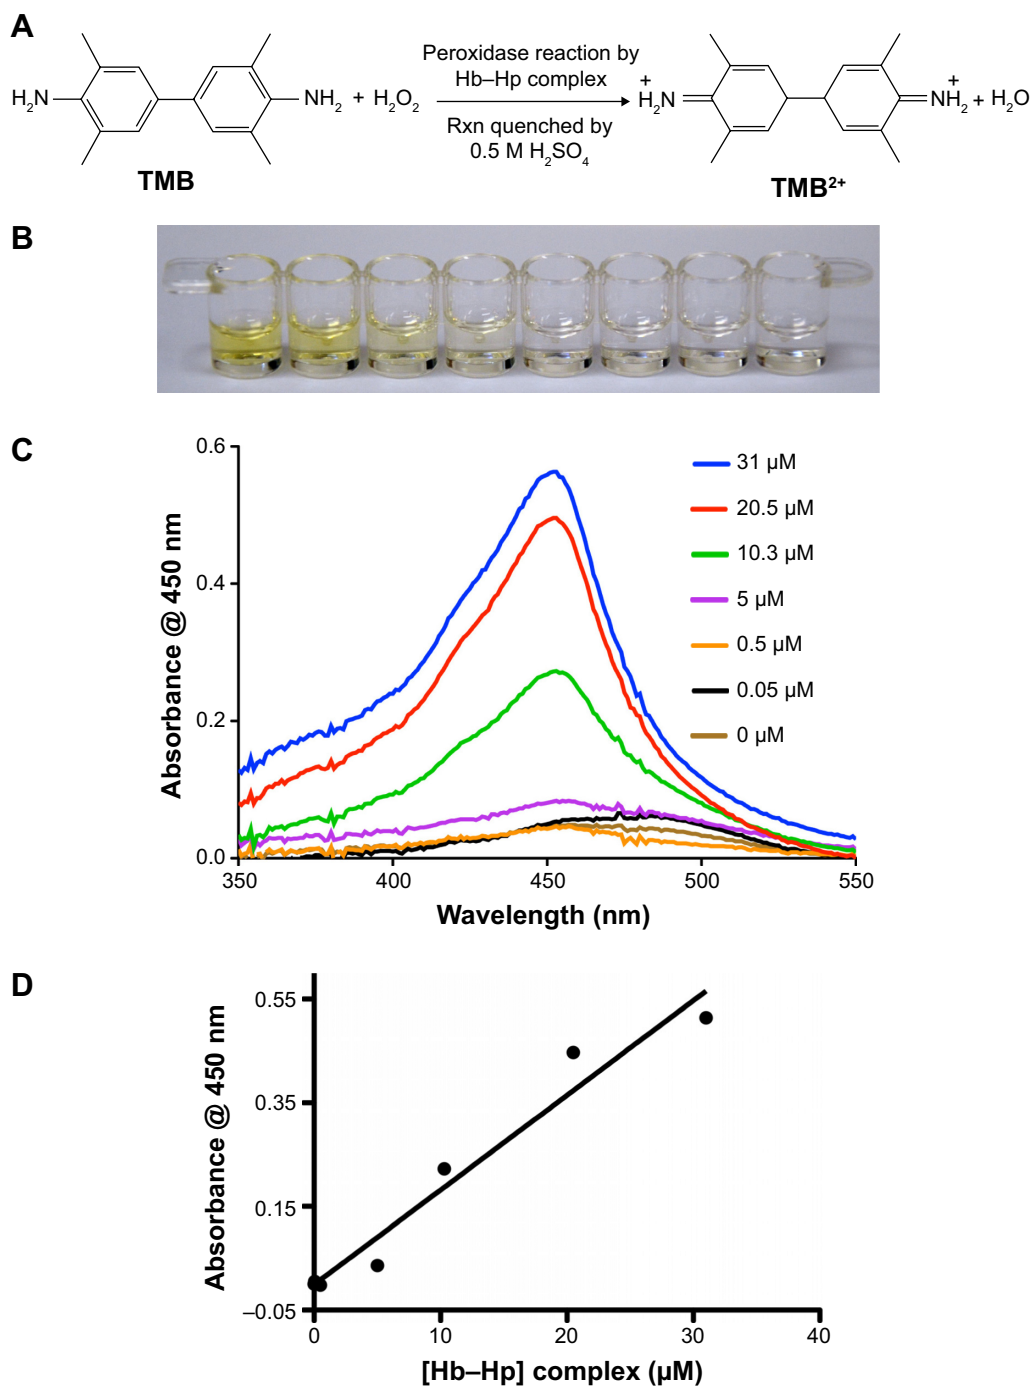 A
H₂N
NH₂ + H₂O₂
Peroxidase reaction by
Hb–Hp complex
Rxn quenched by
0.5 M H₂SO₄
+
H₂N
+
NH₂ + H₂O
TMB
TMB²⁺
B
C
Absorbance @ 450 nm
0.6
0.4
0.2
0.0
350
400
450
500
550
Wavelength (nm)
31 µM
20.5 µM
10.3 µM
5 µM
0.5 µM
0.05 µM
0 µM
D
Absorbance @ 450 nm
0.55
0.35
0.15
–0.05
0
10
20
30
40
[Hb–Hp] complex (µM)